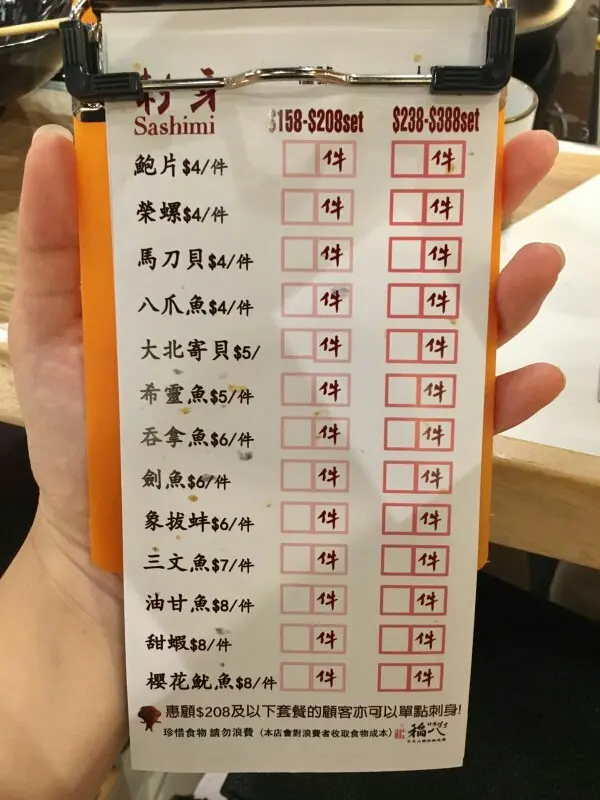 刺身
Sashimi $158-$208set $238-$388set
鮑片$4/件 件 件
榮螺$4/件 件 件
馬刀貝$4/件 件 件
八爪魚$4/件 件 件
大北寄貝$5/ 件 件
希靈魚$5/件 件 件
吞拿魚$6/件 件 件
劍魚$6/件 件 件
象拔蚌$6/件 件 件
三文魚$7/件 件 件
油甘魚$8/件 件 件
甜蝦$8/件 件 件
櫻花魷魚$8/件 件 件
惠顧$208及以下套餐的顧客亦可以單點刺身!
珍惜食物 請勿浪費 (本店會對浪費者收取食物成本) 稲八